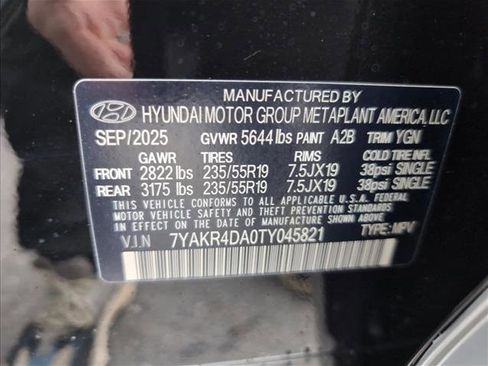 MANUFACTURED BY
HYUNDAI MOTOR GROUP METAPLANT AMERICA, LLC
SEP/2025 GVWR 5644 lbs PAINT A2B TRIM YGN
GAWR TIRES RIMS COLD TIRE INFL
FRONT 2822 lbs 235/55R19 7.5JX19 38psi SINGLE
REAR 3175 lbs 235/55R19 7.5JX19 38psi SINGLE
THIS VEHICLE CONFORMS TO ALL APPLICABLE U.S.A. FEDERAL
MOTOR VEHICLE SAFETY AND THEFT PREVENTION STANDARDS
IN EFFECT ON THE DATE OF MANUFACTURE SHOWN ABOVE.
V.I.N 7YAKR4DA0TY045821 TYPE: MPV